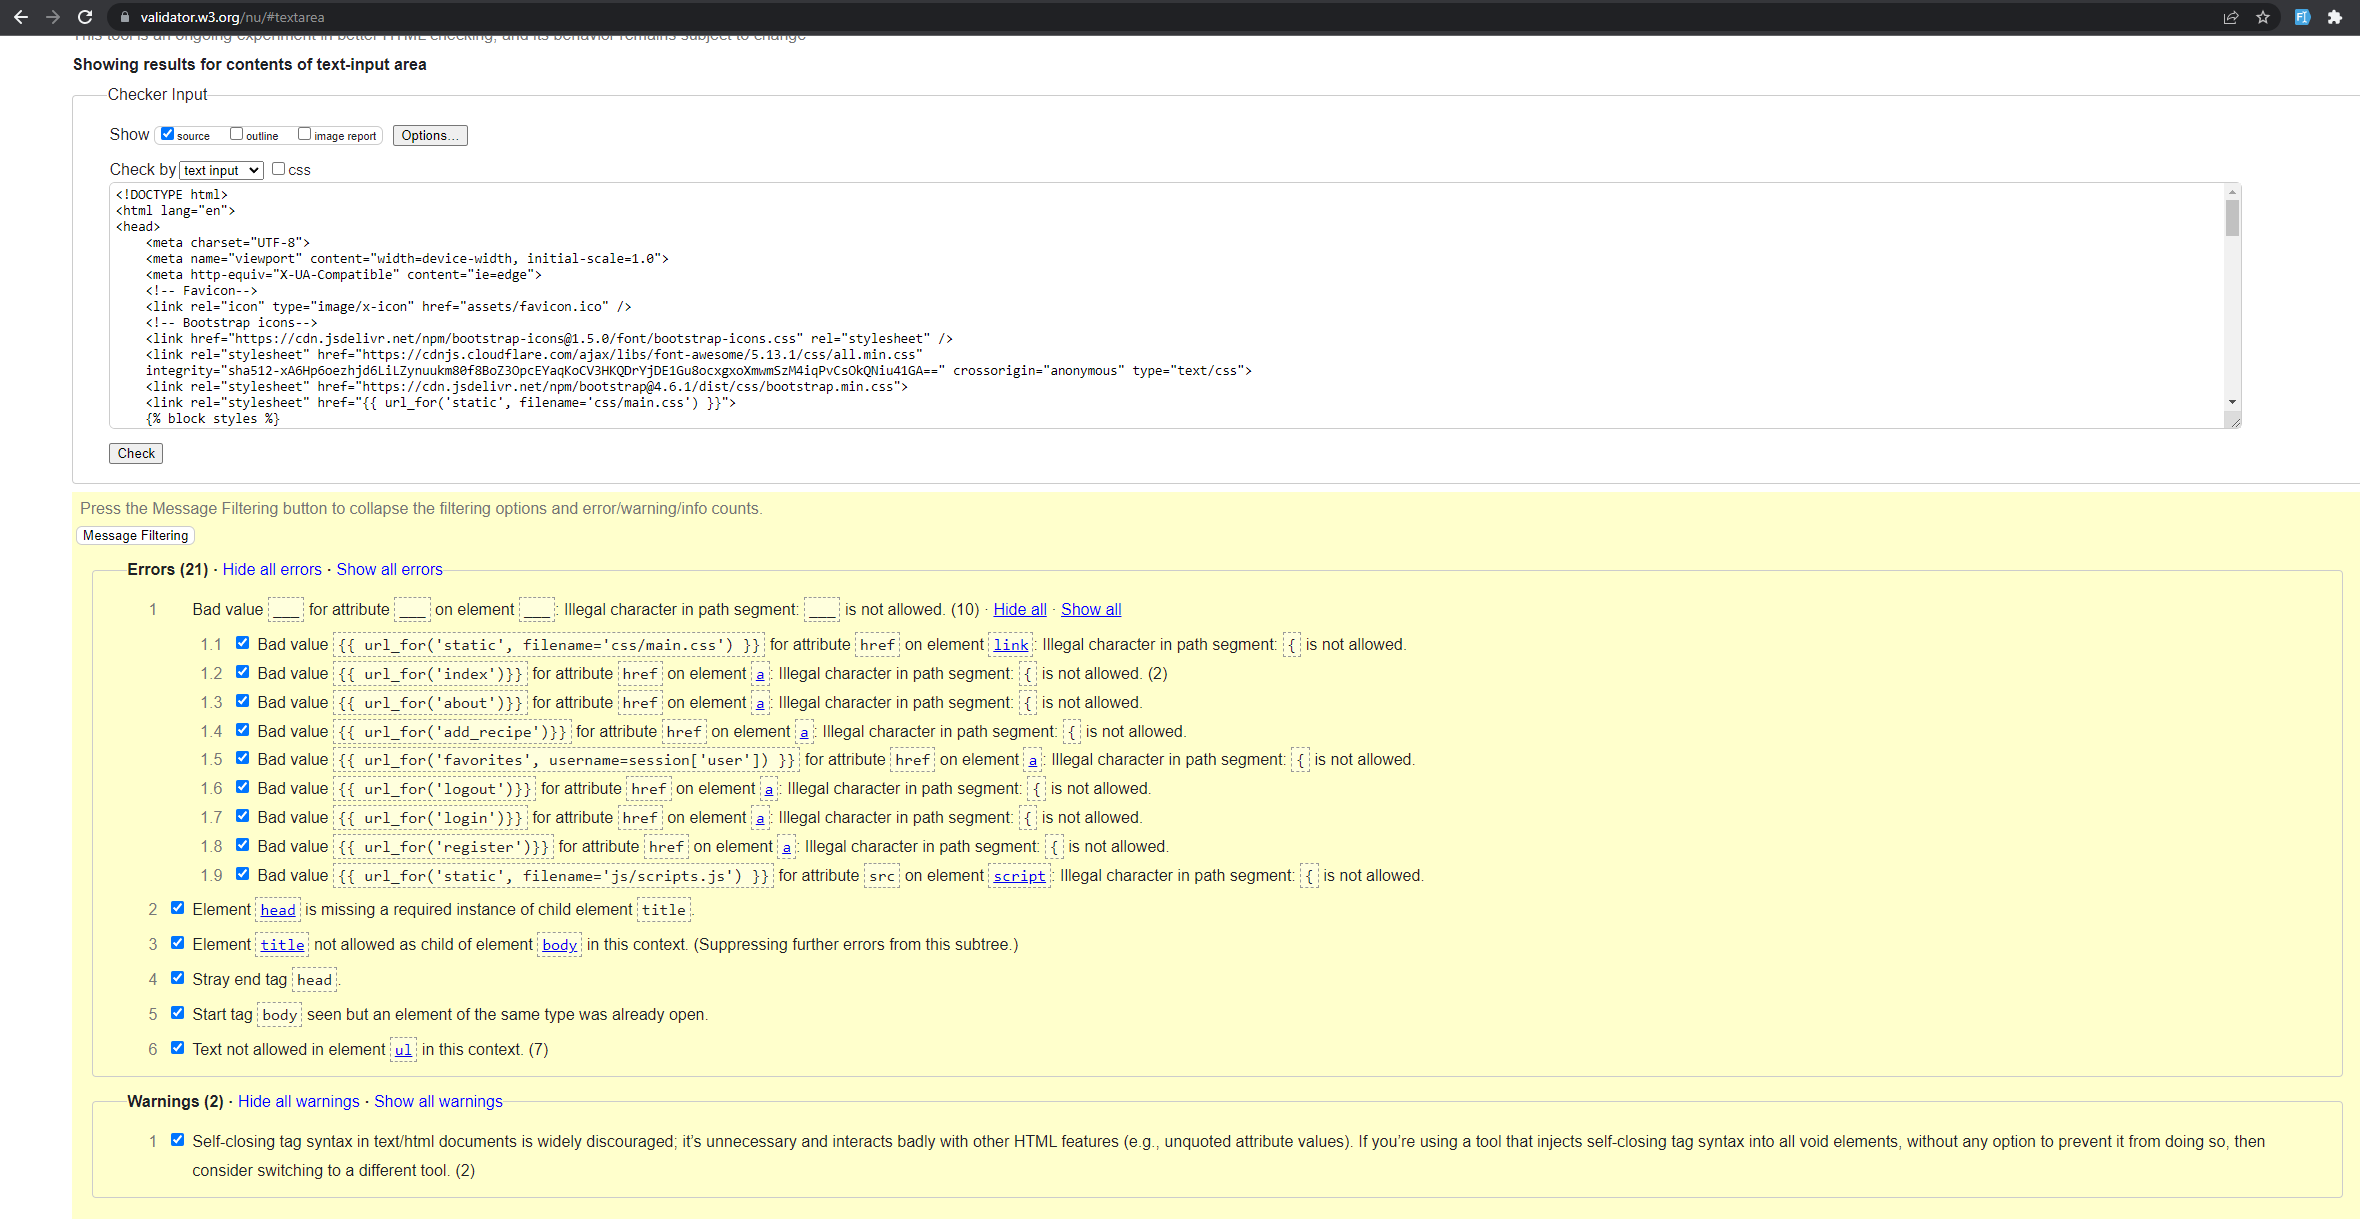 validator.w3.org/nu/#textarea
This tool is an ongoing experiment in better HTML checking, and its behavior remains subject to change
Showing results for contents of text-input area
Checker Input
Show source outline image report Options...
Check by text input css
<!DOCTYPE html>
<html lang="en">
<head>
<meta charset="UTF-8">
<meta name="viewport" content="width=device-width, initial-scale=1.0">
<meta http-equiv="X-UA-Compatible" content="ie=edge">
<!-- Favicon-->
<link rel="icon" type="image/x-icon" href="assets/favicon.ico" />
<!-- Bootstrap icons-->
<link href="https://cdn.jsdelivr.net/npm/bootstrap-icons@1.5.0/font/bootstrap-icons.css" rel="stylesheet" />
<link rel="stylesheet" href="https://cdnjs.cloudflare.com/ajax/libs/font-awesome/5.13.1/css/all.min.css"
integrity="sha512-xA6Hp6oezhjd6LiLZynuukm80f8BoZ3OpcEYaqKoCV3HKQDrYjDE1Gu8ocxgxoXmwmSzM4iqPvCsOkQNiu41GA==" crossorigin="anonymous" type="text/css">
<link rel="stylesheet" href="https://cdn.jsdelivr.net/npm/bootstrap@4.6.1/dist/css/bootstrap.min.css">
<link rel="stylesheet" href="{{ url_for('static', filename='css/main.css') }}">
{% block styles %}
Check
Press the Message Filtering button to collapse the filtering options and error/warning/info counts.
Message Filtering
Errors (21) · Hide all errors · Show all errors
1 Bad value ___ for attribute ___ on element ___: Illegal character in path segment: ___ is not allowed. (10) · Hide all · Show all
1.1 Bad value {{ url_for('static', filename='css/main.css') }} for attribute href on element link: Illegal character in path segment: { is not allowed.
1.2 Bad value {{ url_for('index')}} for attribute href on element a: Illegal character in path segment: { is not allowed. (2)
1.3 Bad value {{ url_for('about')}} for attribute href on element a: Illegal character in path segment: { is not allowed.
1.4 Bad value {{ url_for('add_recipe')}} for attribute href on element a: Illegal character in path segment: { is not allowed.
1.5 Bad value {{ url_for('favorites', username=session['user']) }} for attribute href on element a: Illegal character in path segment: { is not allowed.
1.6 Bad value {{ url_for('logout')}} for attribute href on element a: Illegal character in path segment: { is not allowed.
1.7 Bad value {{ url_for('login')}} for attribute href on element a: Illegal character in path segment: { is not allowed.
1.8 Bad value {{ url_for('register')}} for attribute href on element a: Illegal character in path segment: { is not allowed.
1.9 Bad value {{ url_for('static', filename='js/scripts.js') }} for attribute src on element script: Illegal character in path segment: { is not allowed.
2 Element head is missing a required instance of child element title.
3 Element title not allowed as child of element body in this context. (Suppressing further errors from this subtree.)
4 Stray end tag head.
5 Start tag body seen but an element of the same type was already open.
6 Text not allowed in element ul in this context. (7)
Warnings (2) · Hide all warnings · Show all warnings
1 Self-closing tag syntax in text/html documents is widely discouraged; it’s unnecessary and interacts badly with other HTML features (e.g., unquoted attribute values). If you’re using a tool that injects self-closing tag syntax into all void elements, without any option to prevent it from doing so, then
consider switching to a different tool. (2)